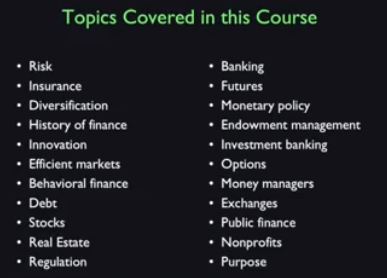 Topics Covered in this Course
• Risk
• Insurance
• Diversification
• History of finance
• Innovation
• Efficient markets
• Behavioral finance
• Debt
• Stocks
• Real Estate
• Regulation
• Banking
• Futures
• Monetary policy
• Endowment management
• Investment banking
• Options
• Money managers
• Exchanges
• Public finance
• Nonprofits
• Purpose